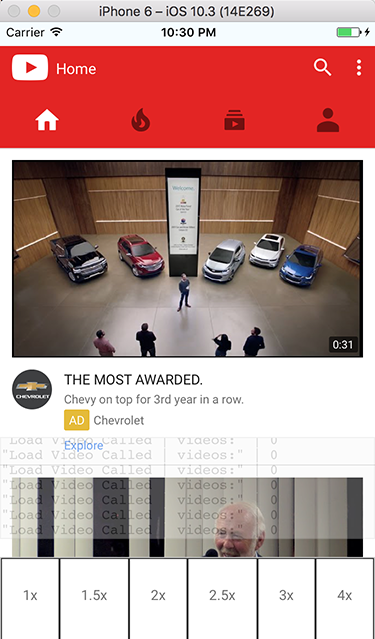 iPhone 6 – iOS 10.3 (14E269)
Carrier 10:30 PM
Home
Welcome
0:31
THE MOST AWARDED.
CHEVROLET
Chevy on top for 3rd year in a row.
AD Chevrolet
"Load Video Called videos:" 0
Explore
"Load Video Called videos:" 0
"Load Video Called videos:" 0
"Load Video Called videos:" 0
"Load Video Called videos:" 0
"Load Video Called videos:" 0
"Load Video Called videos:" 0
1x 1.5x 2x 2.5x 3x 4x